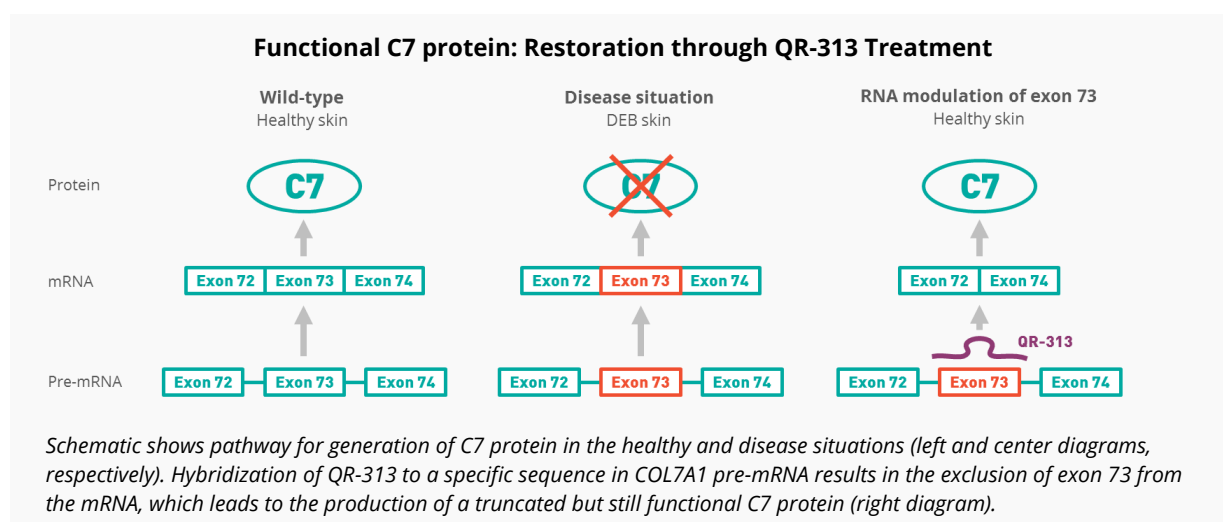 Functional C7 protein: Restoration through QR-313 Treatment
Wild-type
Healthy skin
Disease situation
DEB skin
RNA modulation of exon 73
Healthy skin
Protein
C7
C7
C7
mRNA
Exon 72 Exon 73 Exon 74
Exon 72 Exon 73 Exon 74
Exon 72 Exon 74
QR-313
Pre-mRNA
Exon 72 Exon 73 Exon 74
Exon 72 Exon 73 Exon 74
Exon 72 Exon 73 Exon 74
Schematic shows pathway for generation of C7 protein in the healthy and disease situations (left and center diagrams,
respectively). Hybridization of QR-313 to a specific sequence in COL7A1 pre-mRNA results in the exclusion of exon 73 from
the mRNA, which leads to the production of a truncated but still functional C7 protein (right diagram).